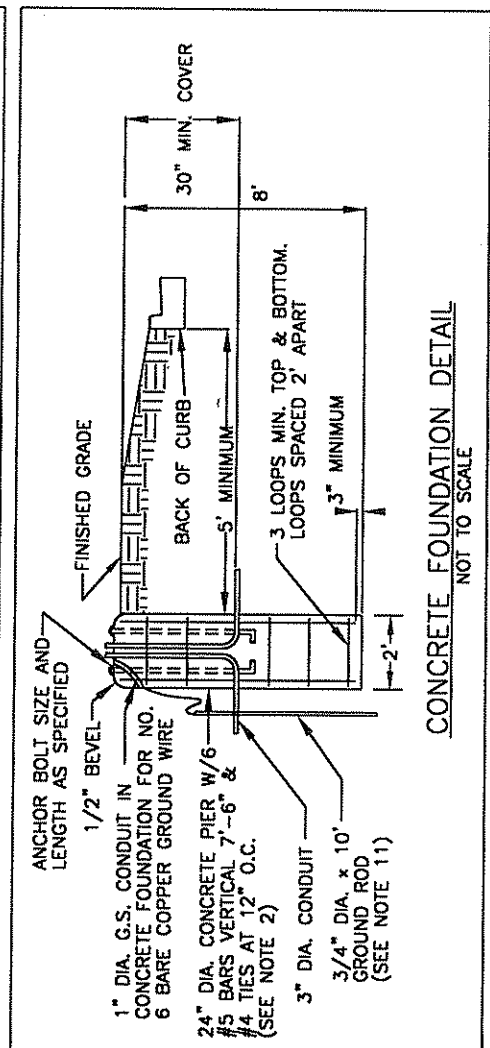 ANCHOR BOLT SIZE AND
LENGTH AS SPECIFIED
1/2" BEVEL
1" DIA. G.S. CONDUIT IN
CONCRETE FOUNDATION FOR NO.
6 BARE COPPER GROUND WIRE
24" DIA. CONCRETE PIER W/6
#5 BARS VERTICAL 7'-6" &
#4 TIES AT 12" O.C.
(SEE NOTE 2)
3" DIA. CONDUIT
3/4" DIA. x 10'
GROUND ROD
(SEE NOTE 11)
FINISHED GRADE
BACK OF CURB
5' MINIMUM
30" MIN. COVER
8'
3 LOOPS MIN. TOP & BOTTOM.
LOOPS SPACED 2' APART
3" MINIMUM
2'
CONCRETE FOUNDATION DETAIL
NOT TO SCALE